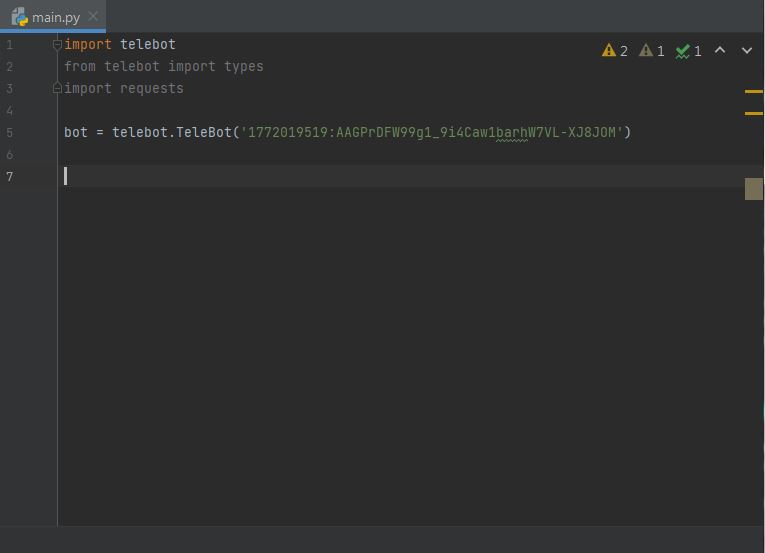 main.py
2 1 1
1 import telebot
2 from telebot import types
3 import requests
4
5 bot = telebot.TeleBot('1772019519:AAGPrDFW99g1_9i4Caw1barhW7VL-XJ8JOM')
6
7